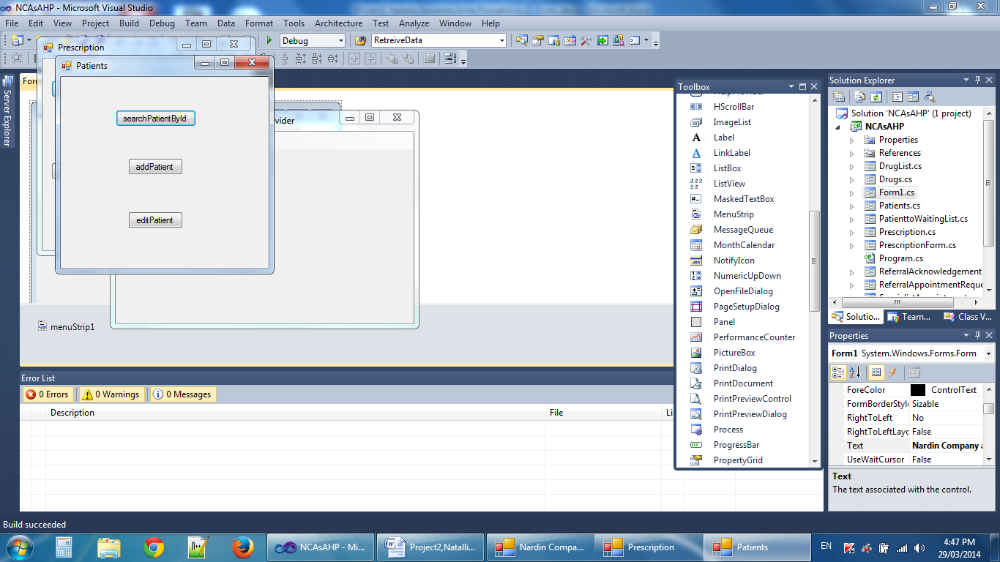 NCAsAHP - Microsoft Visual Studio
File Edit View Project Build Debug Team Data Format Tools Architecture Test Analyze Window Help
Debug
RetreiveData
Prescription
Patients
searchPatientById
addPatient
editPatient
vider
For
menuStrip1
Server Explorer
Toolbox
HelpProvider
HScrollBar
ImageList
Label
LinkLabel
ListBox
ListView
MaskedTextBox
MenuStrip
MessageQueue
MonthCalendar
NotifyIcon
NumericUpDown
OpenFileDialog
PageSetupDialog
Panel
PerformanceCounter
PictureBox
PrintDialog
PrintDocument
PrintPreviewControl
PrintPreviewDialog
Process
ProgressBar
PropertyGrid
Solution Explorer
Solution 'NCAsAHP' (1 project)
NCAsAHP
Properties
References
DrugList.cs
Drugs.cs
Form1.cs
Patients.cs
PatienttoWaitingList.cs
Prescription.cs
PrescriptionForm.cs
Program.cs
ReferralAcknowledgement
ReferralAppointmentReque
Solutio... Team... Class V...
Properties
Form1 System.Windows.Forms.Form
ForeColor ControlText
FormBorderStyle Sizable
RightToLeft No
RightToLeftLayo False
Text Nardin Company a
UseWaitCursor False
Text
The text associated with the control.
Error List
0 Errors 0 Warnings 0 Messages
Description File Li
Build succeeded
NCAsAHP - Mi...
Project2,Natalli...
Nardin Compa...
Prescription
Patients
EN
4:47 PM
29/03/2014